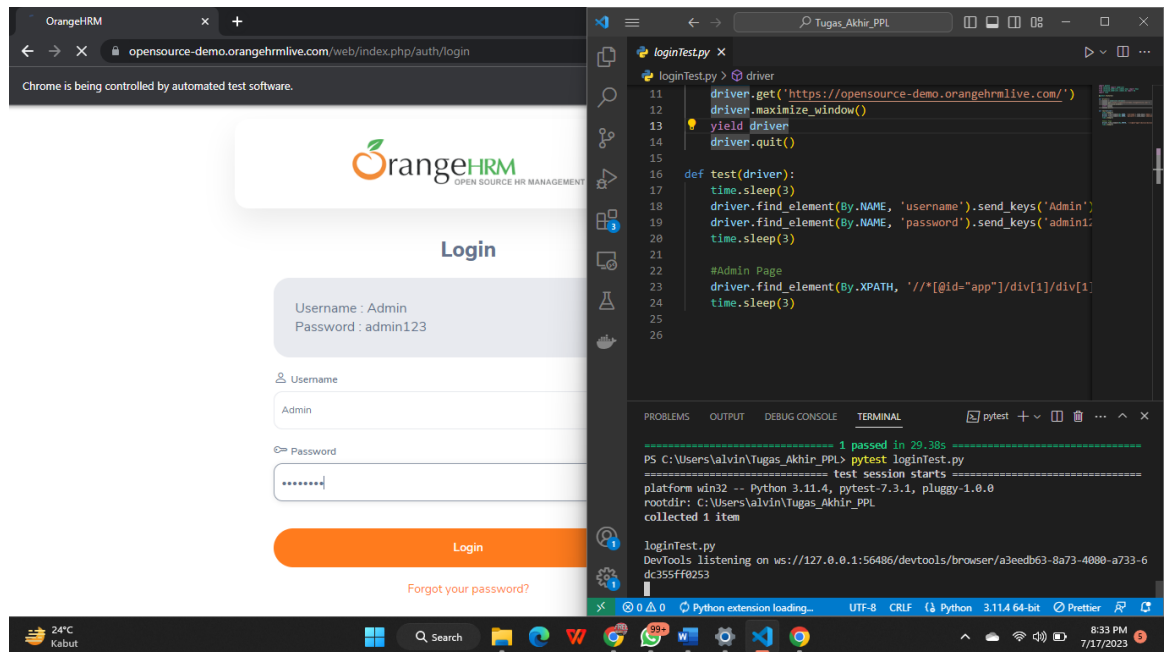 OrangeHRM
opensource-demo.orangehrmlive.com/web/index.php/auth/login
Chrome is being controlled by automated test software.
OrangeHRM
OPEN SOURCE HR MANAGEMENT
Login
Username : Admin
Password : admin123
Username
Admin
Password
Login
Forgot your password?
Tugas_Akhir_PPL
loginTest.py
loginTest.py > driver
11 driver.get('https://opensource-demo.orangehrmlive.com/')
12 driver.maximize_window()
13 yield driver
14 driver.quit()
15
16 def test(driver):
17 time.sleep(3)
18 driver.find_element(By.NAME, 'username').send_keys('Admin')
19 driver.find_element(By.NAME, 'password').send_keys('admin12
20 time.sleep(3)
21
22 #Admin Page
23 driver.find_element(By.XPATH, '//*[@id="app"]/div[1]/div[1]
24 time.sleep(3)
25
26
3
PROBLEMS OUTPUT DEBUG CONSOLE TERMINAL pytest
================================ 1 passed in 29.38s ================================
PS C:\Users\alvin\Tugas_Akhir_PPL> pytest loginTest.py
=============================== test session starts ================================
platform win32 -- Python 3.11.4, pytest-7.3.1, pluggy-1.0.0
rootdir: C:\Users\alvin\Tugas_Akhir_PPL
collected 1 item
loginTest.py
DevTools listening on ws://127.0.0.1:56486/devtools/browser/a3eedb63-8a73-4080-a733-6
dc355ff0253
1
1
0 0 0 Python extension loading... UTF-8 CRLF Python 3.11.4 64-bit Prettier
24°C
Kabut
Search
99+
8:33 PM
7/17/2023
5